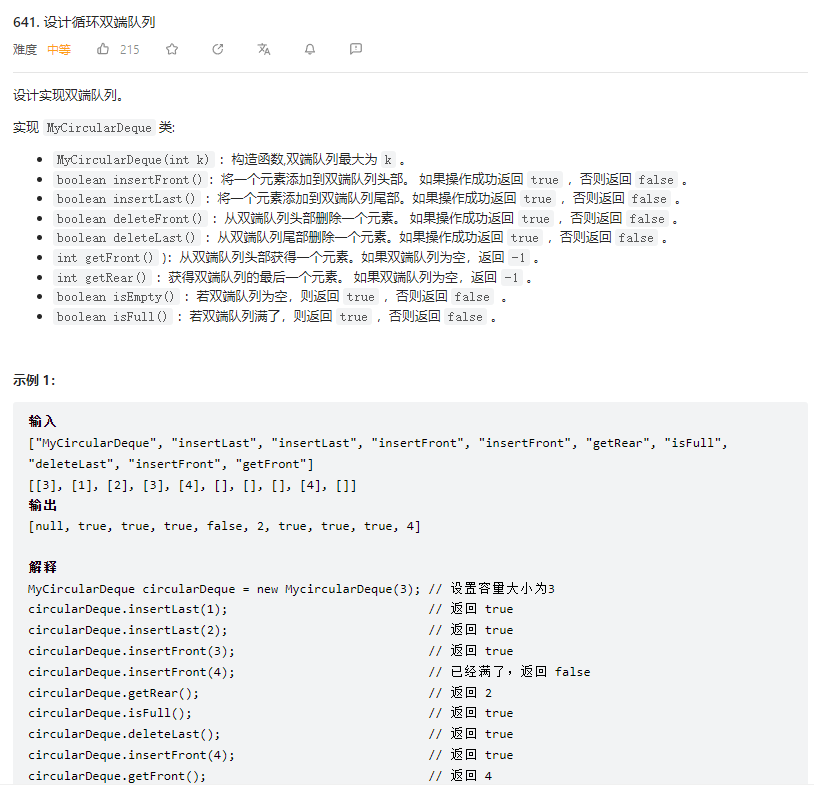 641. 设计循环双端队列
难度 中等 215
设计实现双端队列。
实现 MyCircularDeque 类:
MyCircularDeque(int k) ：构造函数,双端队列最大为 k 。
boolean insertFront()：将一个元素添加到双端队列头部。 如果操作成功返回 true ，否则返回 false 。
boolean insertLast() ：将一个元素添加到双端队列尾部。如果操作成功返回 true ，否则返回 false 。
boolean deleteFront() ：从双端队列头部删除一个元素。 如果操作成功返回 true ，否则返回 false 。
boolean deleteLast() ：从双端队列尾部删除一个元素。如果操作成功返回 true ，否则返回 false 。
int getFront() )：从双端队列头部获得一个元素。如果双端队列为空，返回 -1 。
int getRear() ：获得双端队列的最后一个元素。 如果双端队列为空，返回 -1 。
boolean isEmpty() ：若双端队列为空，则返回 true ，否则返回 false 。
boolean isFull() ：若双端队列满了，则返回 true ，否则返回 false 。
示例 1：
输入
["MyCircularDeque", "insertLast", "insertLast", "insertFront", "insertFront", "getRear", "isFull",
"deleteLast", "insertFront", "getFront"]
[[3], [1], [2], [3], [4], [], [], [], [4], []]
输出
[null, true, true, true, false, 2, true, true, true, 4]
解释
MyCircularDeque circularDeque = new MycircularDeque(3); // 设置容量大小为3
circularDeque.insertLast(1); // 返回 true
circularDeque.insertLast(2); // 返回 true
circularDeque.insertFront(3); // 返回 true
circularDeque.insertFront(4); // 已经满了，返回 false
circularDeque.getRear(); // 返回 2
circularDeque.isFull(); // 返回 true
circularDeque.deleteLast(); // 返回 true
circularDeque.insertFront(4); // 返回 true
circularDeque.getFront(); // 返回 4